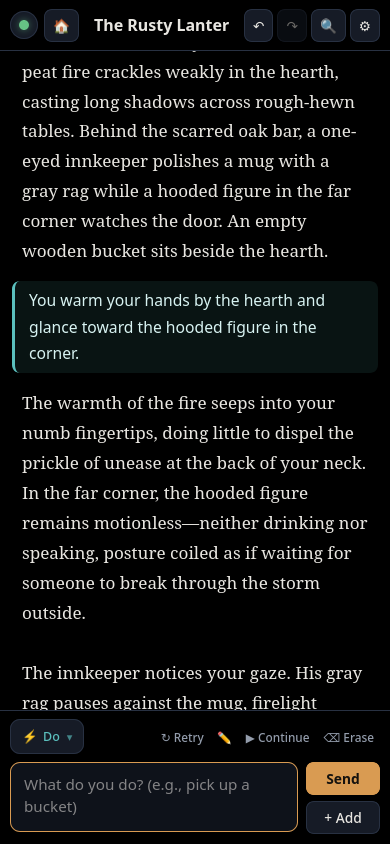 The Rusty Lanter
peat fire crackles weakly in the hearth,
casting long shadows across rough-hewn
tables. Behind the scarred oak bar, a one-
eyed innkeeper polishes a mug with a
gray rag while a hooded figure in the far
corner watches the door. An empty
wooden bucket sits beside the hearth.
You warm your hands by the hearth and
glance toward the hooded figure in the
corner.
The warmth of the fire seeps into your
numb fingertips, doing little to dispel the
prickle of unease at the back of your neck.
In the far corner, the hooded figure
remains motionless—neither drinking nor
speaking, posture coiled as if waiting for
someone to break through the storm
outside.
The innkeeper notices your gaze. His gray
rag pauses against the mug, firelight
Do
Retry
Continue
Erase
What do you do? (e.g., pick up a
bucket)
Send
+ Add